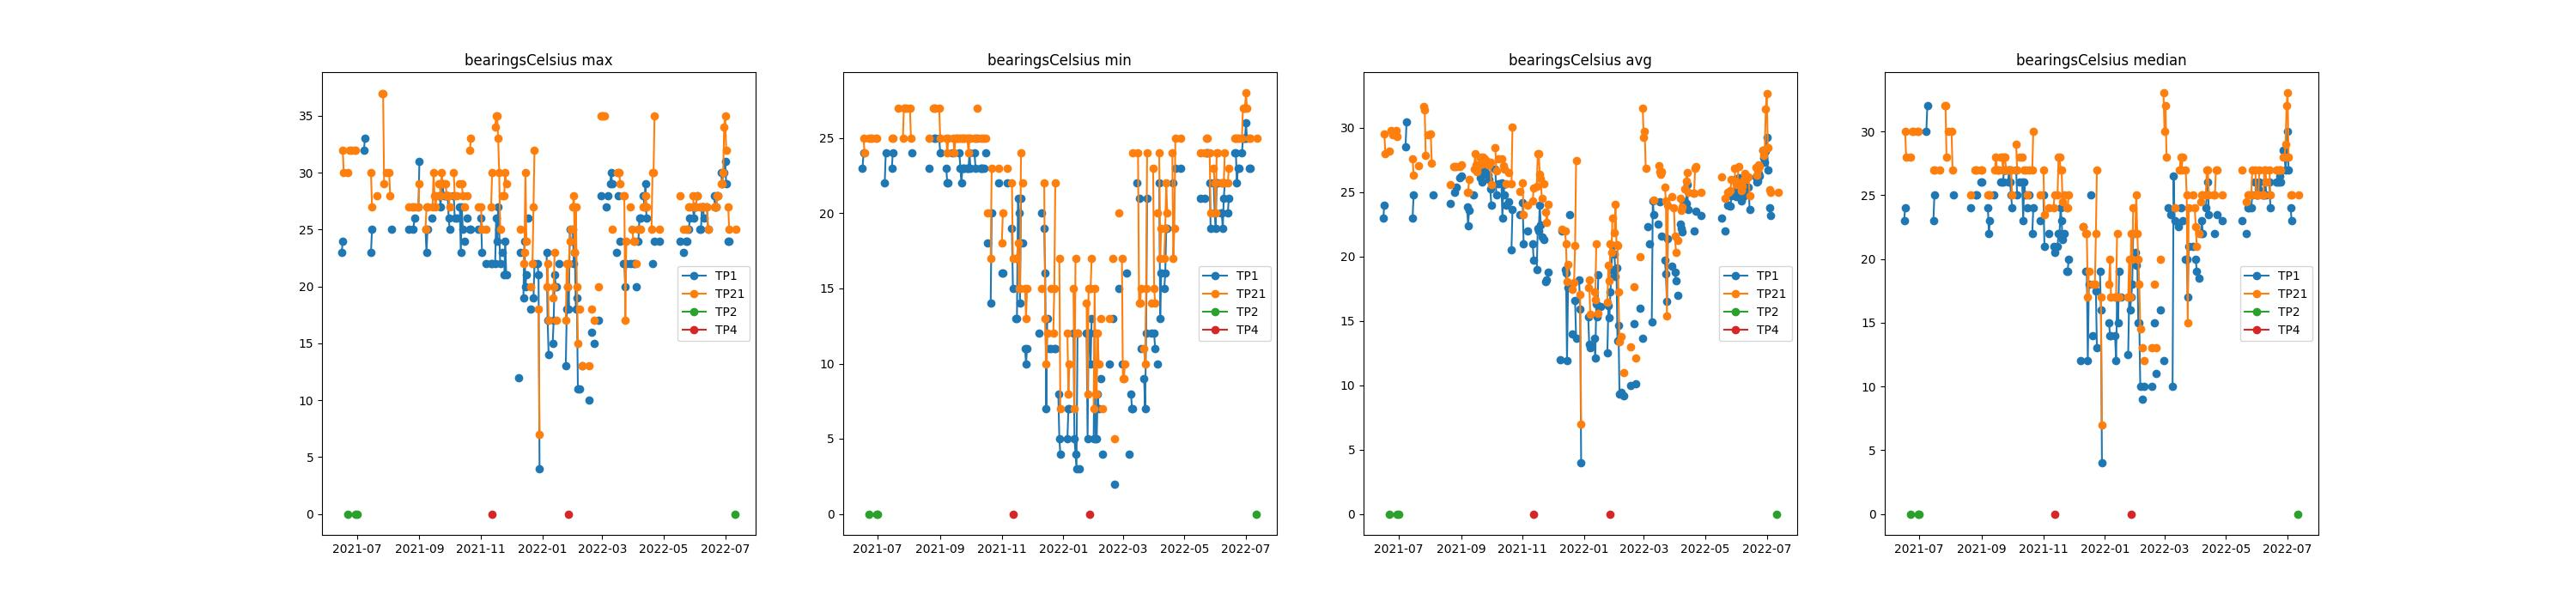 bearingsCelsius max
35
30
25
20
15
10
5
0
2021-07 2021-09 2021-11 2022-01 2022-03 2022-05 2022-07
TP1
TP21
TP2
TP4
bearingsCelsius min
25
20
15
10
5
0
2021-07 2021-09 2021-11 2022-01 2022-03 2022-05 2022-07
TP1
TP21
TP2
TP4
bearingsCelsius avg
30
25
20
15
10
5
0
2021-07 2021-09 2021-11 2022-01 2022-03 2022-05 2022-07
TP1
TP21
TP2
TP4
bearingsCelsius median
30
25
20
15
10
5
0
2021-07 2021-09 2021-11 2022-01 2022-03 2022-05 2022-07
TP1
TP21
TP2
TP4